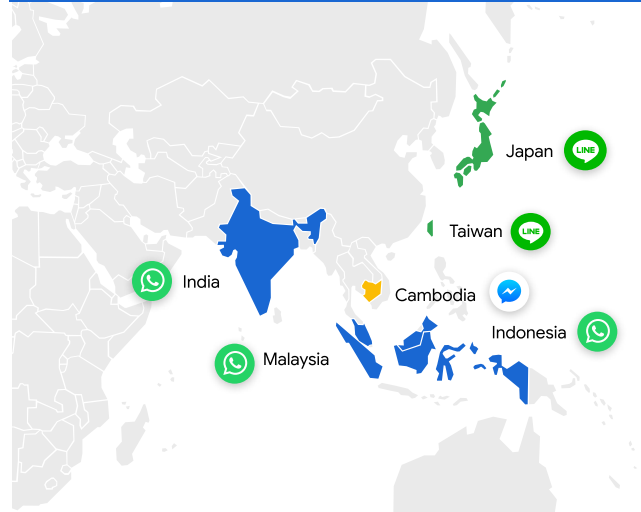 Japan
LINE
Taiwan
LINE
India
Cambodia
Indonesia
Malaysia